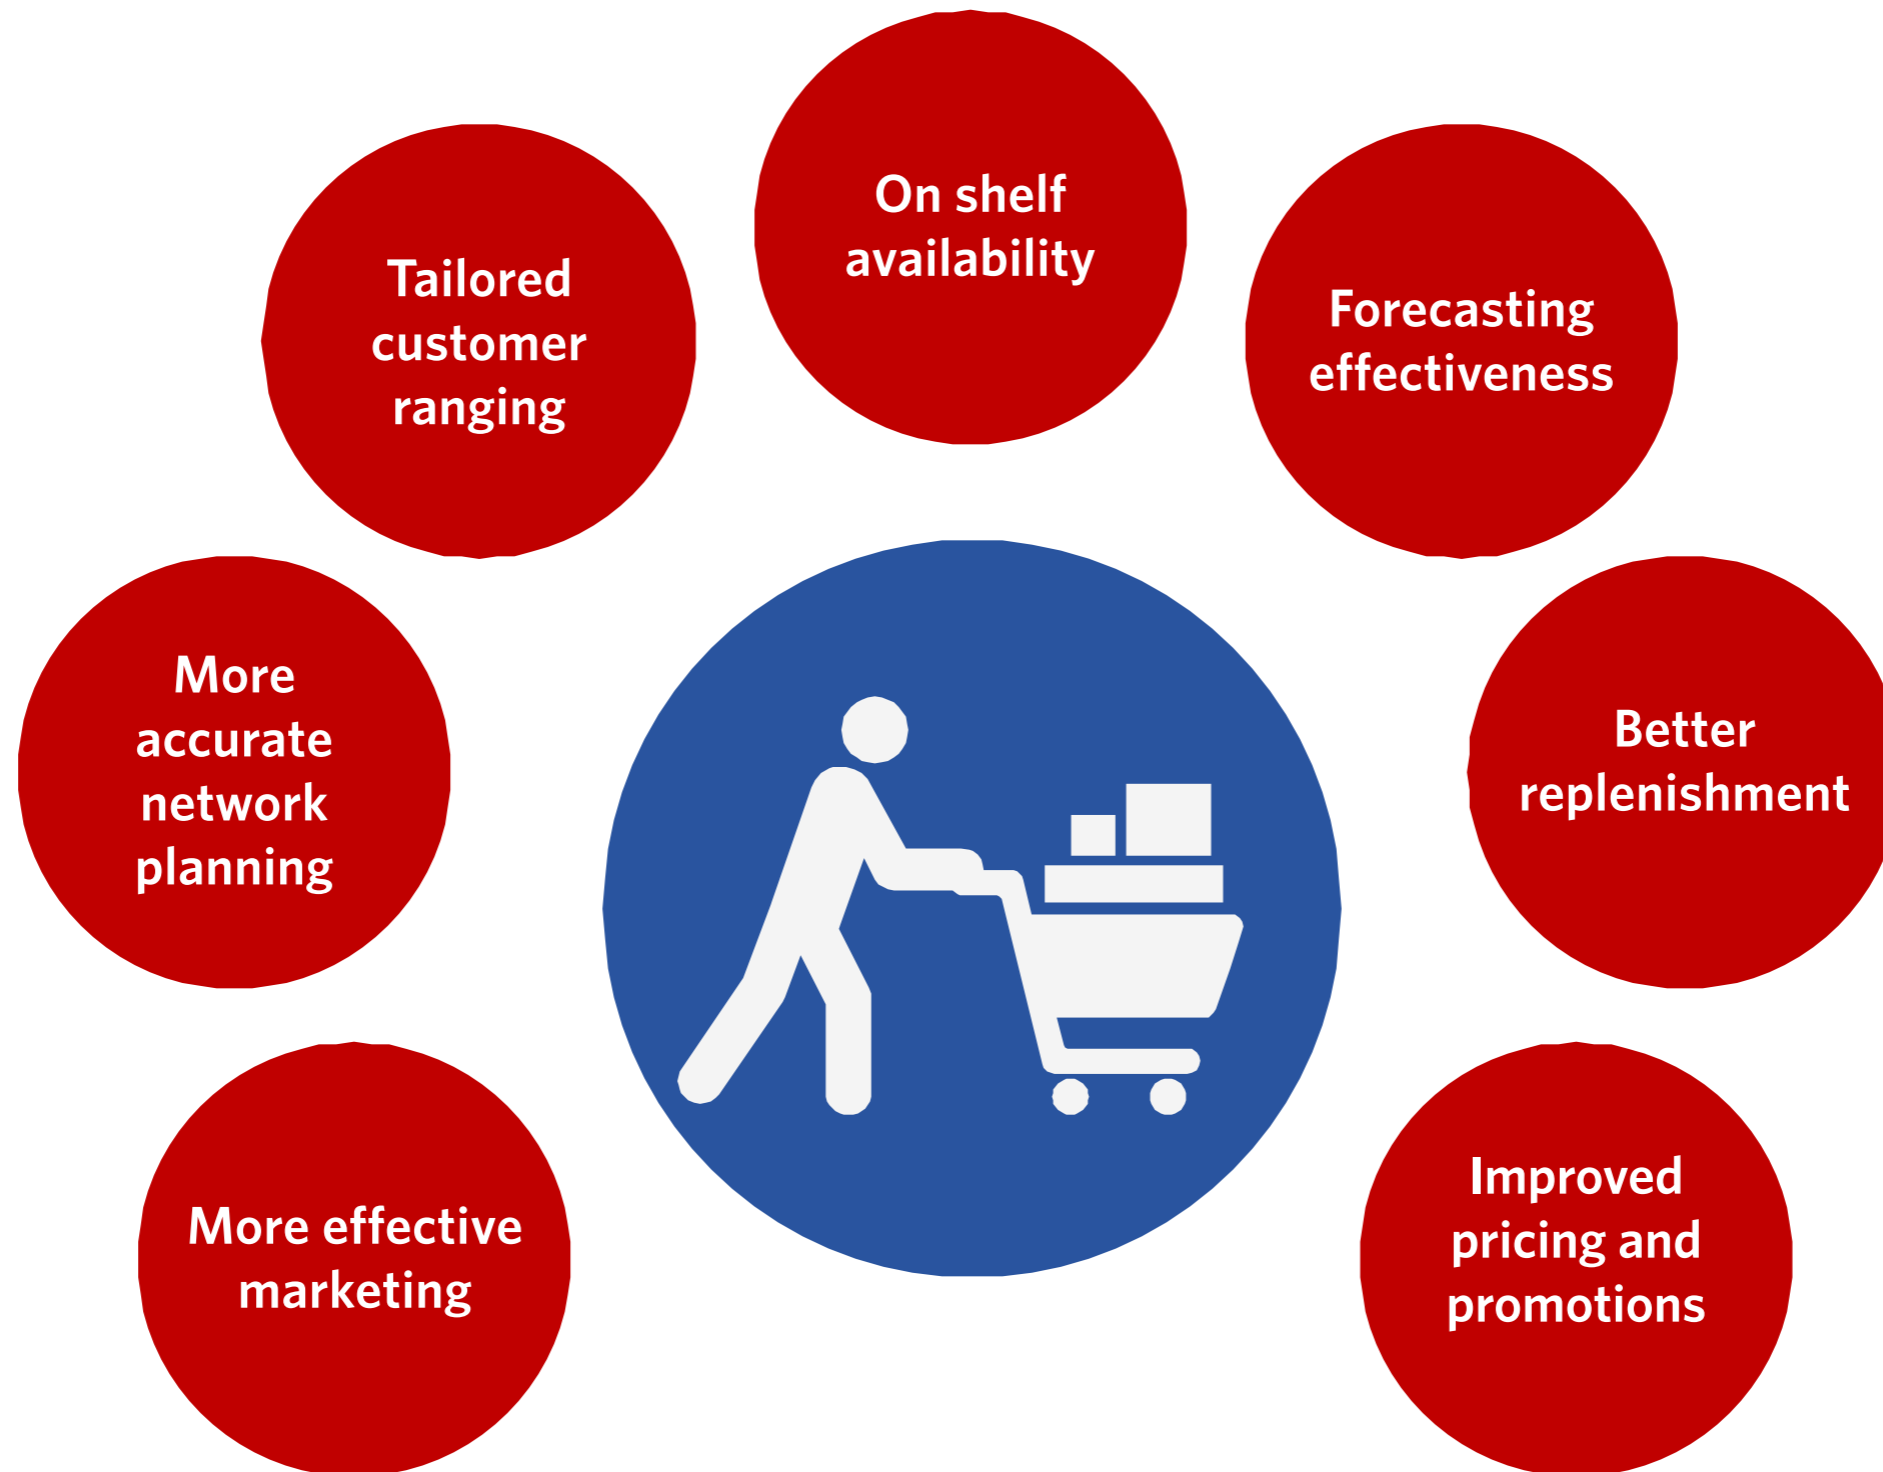 On shelf
availability
Tailored
customer
ranging
Forecasting
effectiveness
More
accurate
network
planning
Better
replenishment
More effective
marketing
Improved
pricing and
promotions